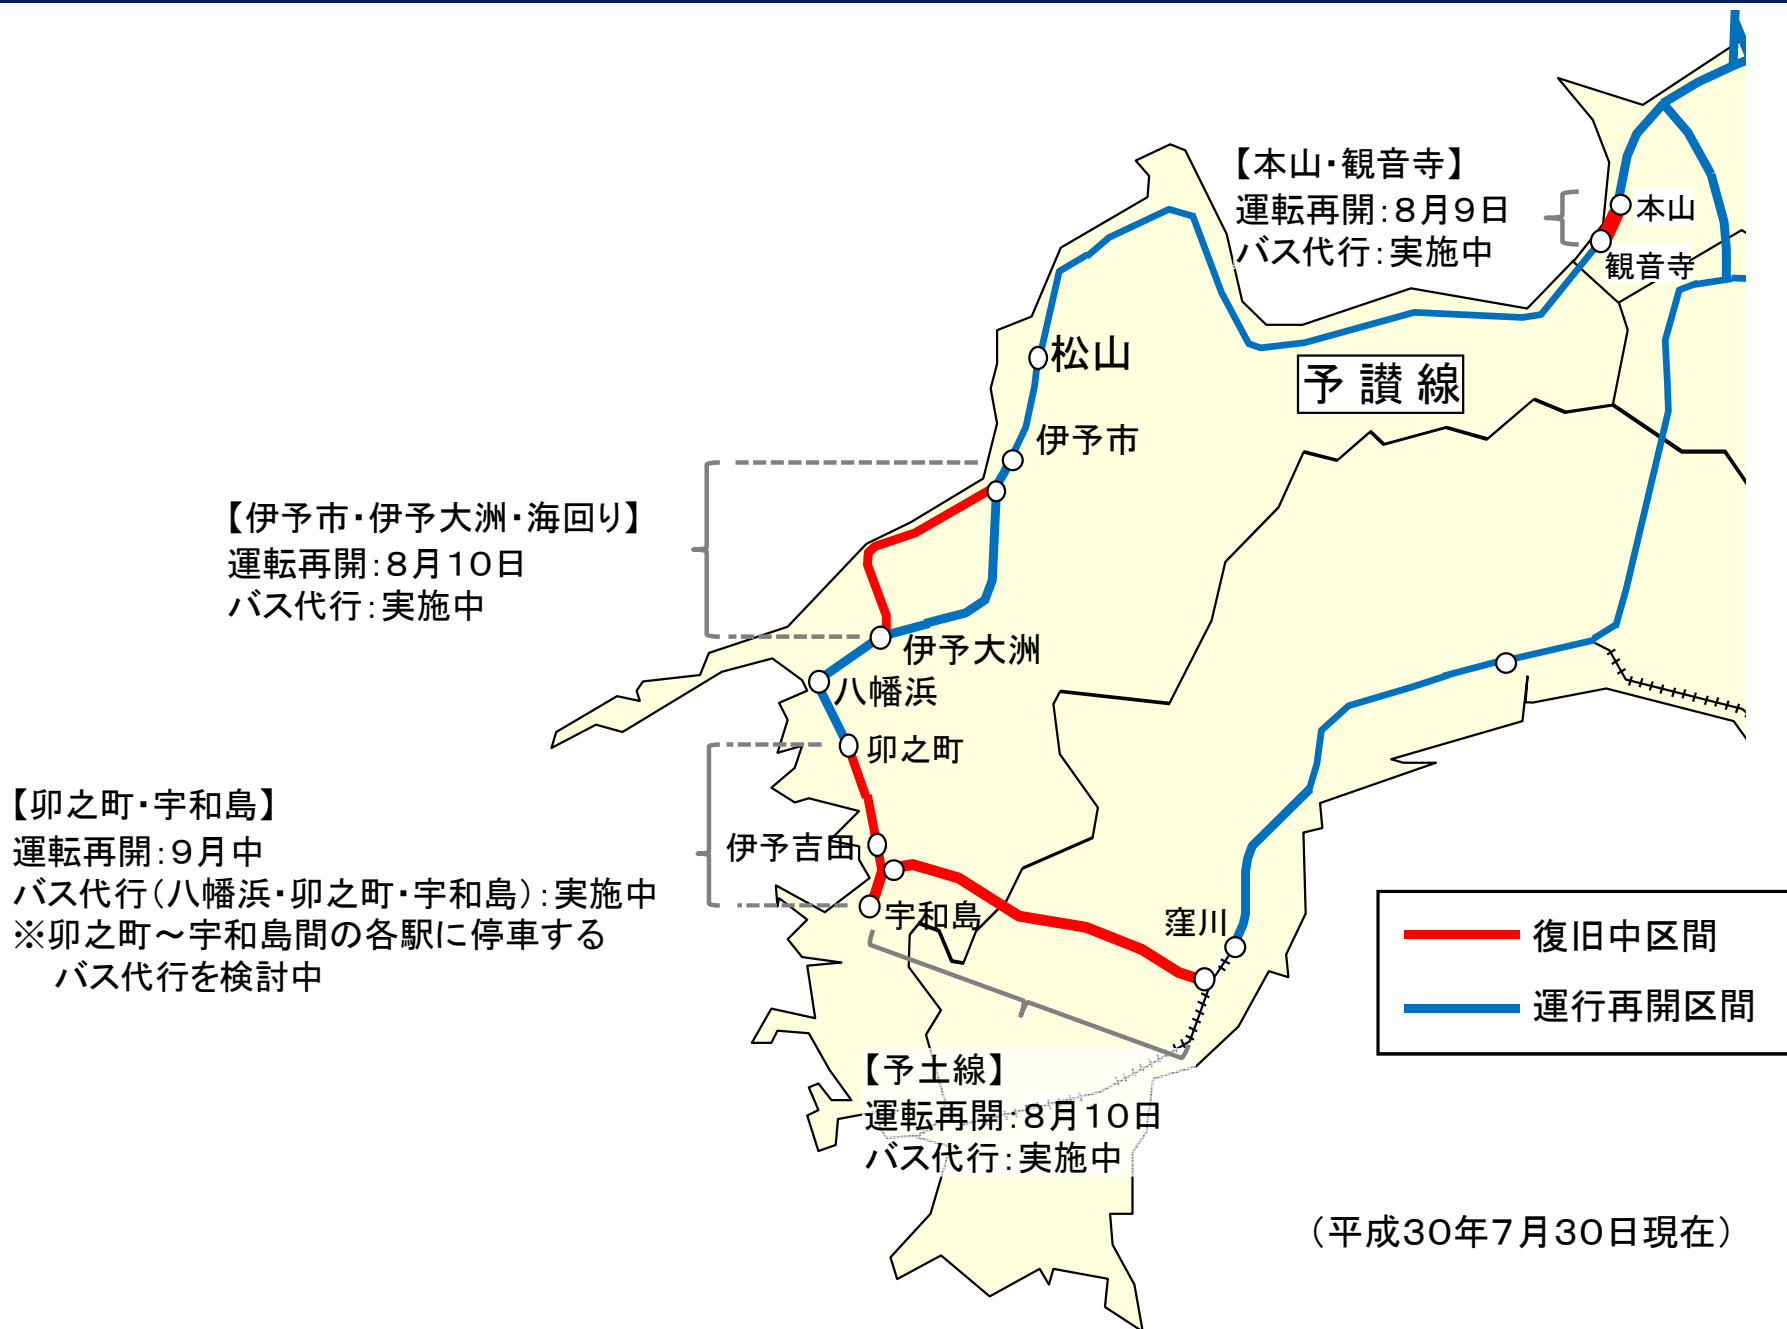 【本山・観音寺】
運転再開：８月９日
バス代行：実施中
本山
観音寺
松山
予讃線
伊予市
【伊予市・伊予大洲・海回り】
運転再開：８月１０日
バス代行：実施中
伊予大洲
八幡浜
卯之町
【卯之町・宇和島】
運転再開：９月中
バス代行（八幡浜・卯之町・宇和島）：実施中
※卯之町～宇和島間の各駅に停車する
バス代行を検討中
伊予吉田
宇和島
窪川
復旧中区間
運行再開区間
【予土線】
運転再開：８月１０日
バス代行：実施中
（平成３０年７月３０日現在）